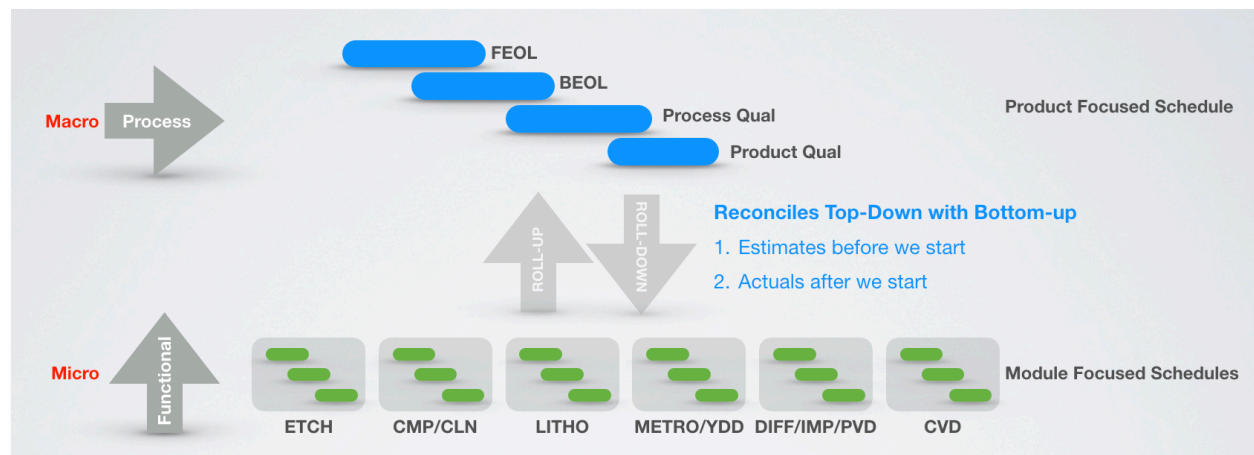 FEOL
BEOL
Macro
Process
Process Qual
Product Focused Schedule
Product Qual
ROLL-UP
ROLL-DOWN
Reconciles Top-Down with Bottom-up
1. Estimates before we start
2. Actuals after we start
Micro
Functional
Module Focused Schedules
ETCH
CMP/CLN
LITHO
METRO/YDD
DIFF/IMP/PVD
CVD